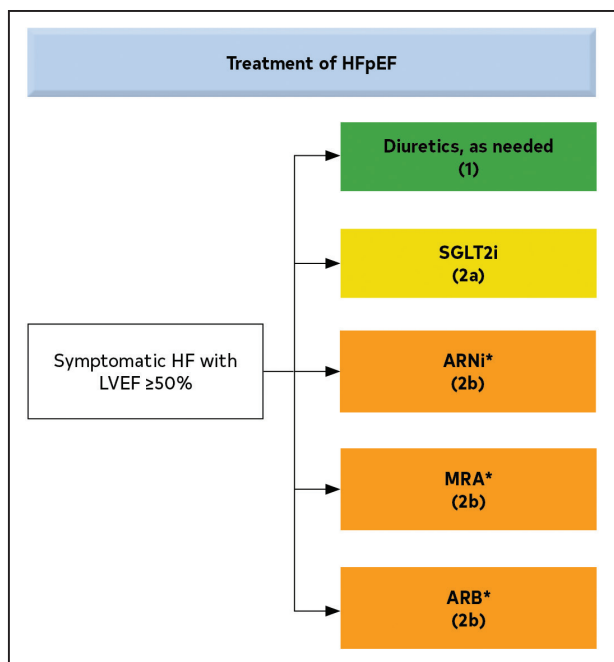 Treatment of HFpEF
Diuretics, as needed
(1)
SGLT2i
(2a)
Symptomatic HF with
LVEF ≥50%
ARNi*
(2b)
MRA*
(2b)
ARB*
(2b)